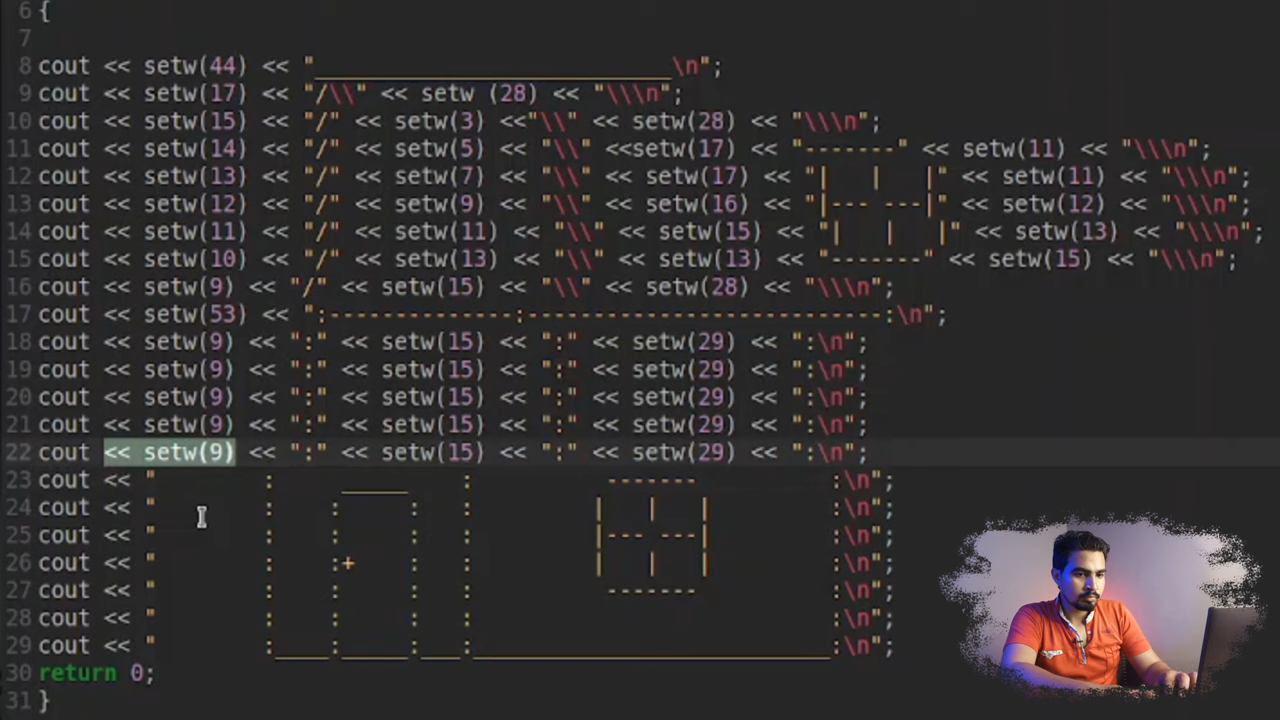 6 {
7
8 cout << setw(44) << "___________________________\n";
9 cout << setw(17) << "/\\" << setw (28) << "\\\n";
10 cout << setw(15) << "/" << setw(3) <<"\\" << setw(28) << "\\\n";
11 cout << setw(14) << "/" << setw(5) << "\\" <<setw(17) << "-------" << setw(11) << "\\\n";
12 cout << setw(13) << "/" << setw(7) << "\\" << setw(17) << "|   |   |" << setw(11) << "\\\n";
13 cout << setw(12) << "/" << setw(9) << "\\" << setw(16) << "|--- ---|" << setw(12) << "\\\n";
14 cout << setw(11) << "/" << setw(11) << "\\" << setw(15) << "|   |   |" << setw(13) << "\\\n";
15 cout << setw(10) << "/" << setw(13) << "\\" << setw(13) << "-------" << setw(15) << "\\\n";
16 cout << setw(9) << "/" << setw(15) << "\\" << setw(28) << "\\\n";
17 cout << setw(53) << ":--------------:---------------------------:\n";
18 cout << setw(9) << ":" << setw(15) << ":" << setw(29) << ":\n";
19 cout << setw(9) << ":" << setw(15) << ":" << setw(29) << ":\n";
20 cout << setw(9) << ":" << setw(15) << ":" << setw(29) << ":\n";
21 cout << setw(9) << ":" << setw(15) << ":" << setw(29) << ":\n";
22 cout << setw(9) << ":" << setw(15) << ":" << setw(29) << ":\n";
23 cout << "        :     _____    :          -------          :\n";
24 cout << "        :    :     :   :         |   |   |         :\n";
25 cout << "        :    :     :   :         |--- ---|         :\n";
26 cout << "        :    :+    :   :         |   |   |         :\n";
27 cout << "        :    :     :   :          -------          :\n";
28 cout << "        :    :     :   :                           :\n";
29 cout << "        :____:_____:___:___________________________:\n";
30 return 0;
31 }